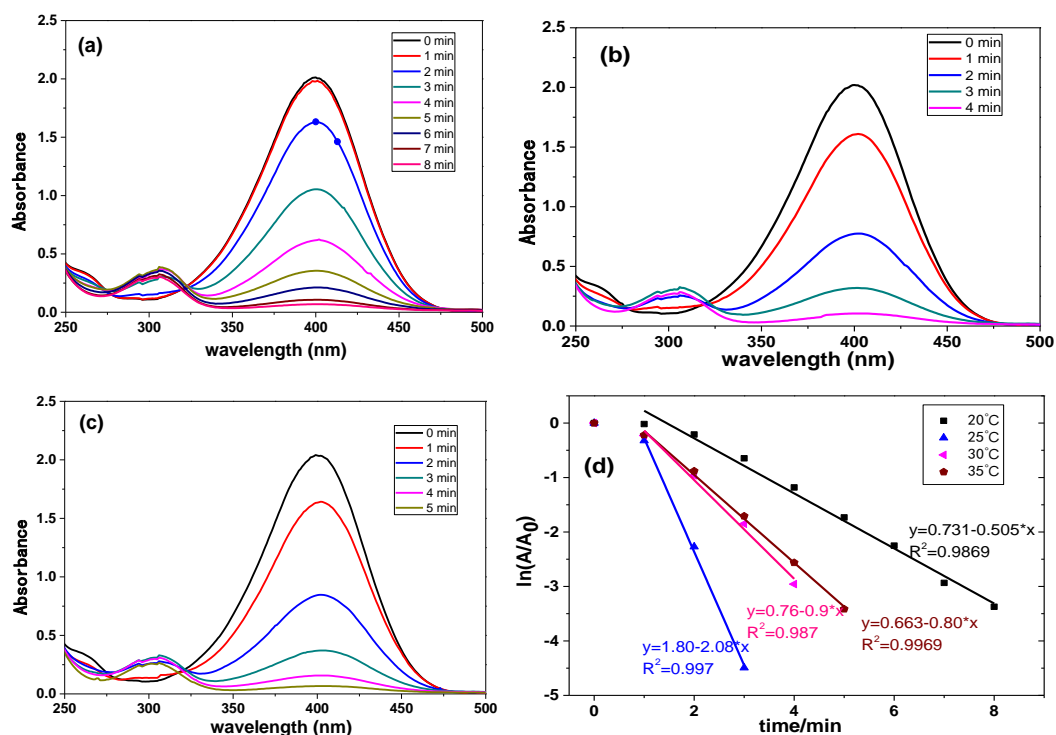 (a)
0 min
1 min
2 min
3 min
4 min
5 min
6 min
7 min
8 min
Absorbance
2.5
2.0
1.5
1.0
0.5
0.0
250 300 350 400 450 500
wavelength (nm)
(b)
0 min
1 min
2 min
3 min
4 min
Absorbance
2.5
2.0
1.5
1.0
0.5
0.0
250 300 350 400 450 500
wavelength (nm)
(c)
0 min
1 min
2 min
3 min
4 min
5 min
Absorbance
2.5
2.0
1.5
1.0
0.5
0.0
250 300 350 400 450 500
wavelength (nm)
(d)
20°C
25°C
30°C
35°C
ln(A/A0)
0
-1
-2
-3
-4
-5
y=0.731-0.505*x
R2=0.9869
y=0.76-0.9*x
R2=0.987
y=0.663-0.80*x
R2=0.9969
y=1.80-2.08*x
R2=0.997
0 2 4 6 8
time/min